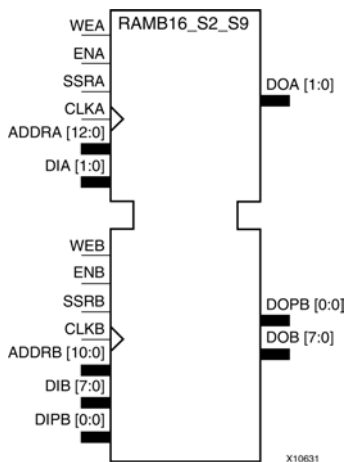 RAMB16_S2_S9
WEA
ENA
SSRA
CLKA
ADDRA [12:0]
DIA [1:0]
DOA [1:0]
WEB
ENB
SSRB
CLKB
ADDRB [10:0]
DIB [7:0]
DIPB [0:0]
DOPB [0:0]
DOB [7:0]
X10631